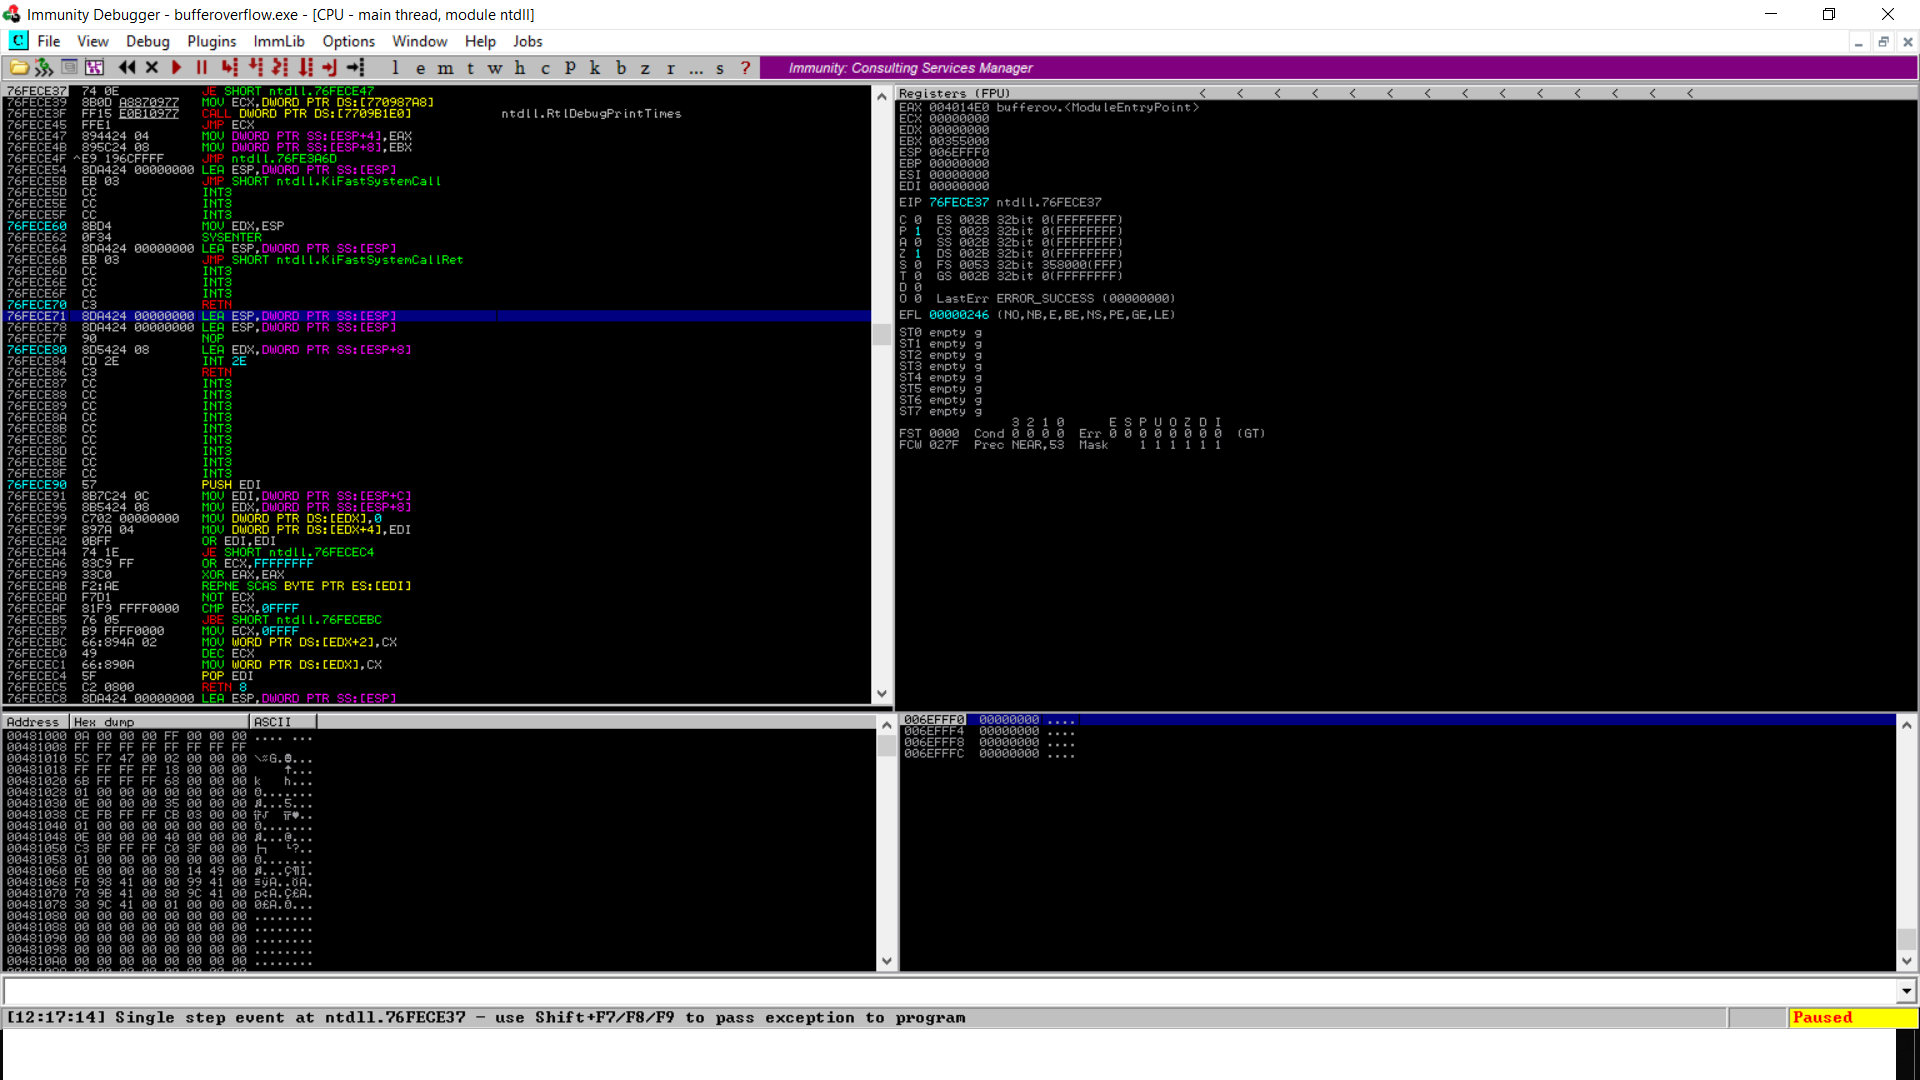 Immunity Debugger - bufferoverflow.exe - [CPU - main thread, module ntdll]
C File View Debug Plugins ImmLib Options Window Help Jobs
l e m t w h c P k b z r ... s ? Immunity: Consulting Services Manager
76FECE37 74 0E JE SHORT ntdll.76FECE47
76FECE39 8B0D A8870977 MOV ECX,DWORD PTR DS:[770987A8]
76FECE3F FF15 E0B10977 CALL DWORD PTR DS:[7709B1E0] ntdll.RtlDebugPrintTimes
76FECE45 FFE1 JMP ECX
76FECE47 894424 04 MOV DWORD PTR SS:[ESP+4],EAX
76FECE4B 895C24 08 MOV DWORD PTR SS:[ESP+8],EBX
76FECE4F ^E9 196CFFFF JMP ntdll.76FE3A6D
76FECE54 8DA424 00000000 LEA ESP,DWORD PTR SS:[ESP]
76FECE5B EB 03 JMP SHORT ntdll.KiFastSystemCall
76FECE5D CC INT3
76FECE5E CC INT3
76FECE5F CC INT3
76FECE60 8BD4 MOV EDX,ESP
76FECE62 0F34 SYSENTER
76FECE64 8DA424 00000000 LEA ESP,DWORD PTR SS:[ESP]
76FECE6B EB 03 JMP SHORT ntdll.KiFastSystemCallRet
76FECE6D CC INT3
76FECE6E CC INT3
76FECE6F CC INT3
76FECE70 C3 RETN
76FECE71 8DA424 00000000 LEA ESP,DWORD PTR SS:[ESP]
76FECE78 8DA424 00000000 LEA ESP,DWORD PTR SS:[ESP]
76FECE7F 90 NOP
76FECE80 8D5424 08 LEA EDX,DWORD PTR SS:[ESP+8]
76FECE84 CD 2E INT 2E
76FECE86 C3 RETN
76FECE87 CC INT3
76FECE88 CC INT3
76FECE89 CC INT3
76FECE8A CC INT3
76FECE8B CC INT3
76FECE8C CC INT3
76FECE8D CC INT3
76FECE8E CC INT3
76FECE8F CC INT3
76FECE90 57 PUSH EDI
76FECE91 8B7C24 0C MOV EDI,DWORD PTR SS:[ESP+C]
76FECE95 8B5424 08 MOV EDX,DWORD PTR SS:[ESP+8]
76FECE99 C702 00000000 MOV DWORD PTR DS:[EDX],0
76FECE9F 897A 04 MOV DWORD PTR DS:[EDX+4],EDI
76FECEA2 0BFF OR EDI,EDI
76FECEA4 74 1E JE SHORT ntdll.76FECEC4
76FECEA6 83C9 FF OR ECX,FFFFFFFF
76FECEA9 33C0 XOR EAX,EAX
76FECEAB F2:AE REPNE SCAS BYTE PTR ES:[EDI]
76FECEAD F7D1 NOT ECX
76FECEAF 81F9 FFFF0000 CMP ECX,0FFFF
76FECEB5 76 05 JBE SHORT ntdll.76FECEBC
76FECEB7 B9 FFFF0000 MOV ECX,0FFFF
76FECEBC 66:894A 02 MOV WORD PTR DS:[EDX+2],CX
76FECEC0 49 DEC ECX
76FECEC1 66:890A MOV WORD PTR DS:[EDX],CX
76FECEC4 5F POP EDI
76FECEC5 C2 0800 RETN 8
76FECEC8 8DA424 00000000 LEA ESP,DWORD PTR SS:[ESP]
Registers (FPU) < < < < < < < < < < < < < <
EAX 004014E0 bufferov.<ModuleEntryPoint>
ECX 00000000
EDX 00000000
EBX 00355000
ESP 006EFFF0
EBP 00000000
ESI 00000000
EDI 00000000
EIP 76FECE37 ntdll.76FECE37
C 0 ES 002B 32bit 0(FFFFFFFF)
P 1 CS 0023 32bit 0(FFFFFFFF)
A 0 SS 002B 32bit 0(FFFFFFFF)
Z 1 DS 002B 32bit 0(FFFFFFFF)
S 0 FS 0053 32bit 358000(FFF)
T 0 GS 002B 32bit 0(FFFFFFFF)
D 0
O 0 LastErr ERROR_SUCCESS (00000000)
EFL 00000246 (NO,NB,E,BE,NS,PE,GE,LE)
ST0 empty g
ST1 empty g
ST2 empty g
ST3 empty g
ST4 empty g
ST5 empty g
ST6 empty g
ST7 empty g
3 2 1 0 E S P U O Z D I
FST 0000 Cond 0 0 0 0 Err 0 0 0 0 0 0 0 0 (GT)
FCW 027F Prec NEAR,53 Mask 1 1 1 1 1 1
Address Hex dump ASCII
00481000 0A 00 00 00 FF 00 00 00 .... ...
00481008 FF FF FF FF FF FF FF FF
00481010 5C F7 47 00 02 00 00 00 \≈G.☻...
00481018 FF FF FF FF 18 00 00 00 ↑...
00481020 6B FF FF FF 68 00 00 00 k h...
00481028 01 00 00 00 00 00 00 00 ☺.......
00481030 0E 00 00 00 35 00 00 00 ♫...5...
00481038 CE FB FF FF CB 03 00 00 ╬√ ╦♥..
00481040 01 00 00 00 00 00 00 00 ☺.......
00481048 0E 00 00 00 40 00 00 00 ♫...@...
00481050 C3 BF FF FF C0 3F 00 00 ├┐ └?..
00481058 01 00 00 00 00 00 00 00 ☺.......
00481060 0E 00 00 00 80 14 49 00 ♫...Ç¶I.
00481068 F0 98 41 00 00 99 41 00 ≡ÿA..ÖA.
00481070 70 9B 41 00 80 9C 41 00 p¢A.Ç£A.
00481078 30 9C 41 00 01 00 00 00 0£A.☺...
00481080 00 00 00 00 00 00 00 00 ........
00481088 00 00 00 00 00 00 00 00 ........
00481090 00 00 00 00 00 00 00 00 ........
00481098 00 00 00 00 00 00 00 00 ........
004810A0 00 00 00 00 00 00 00 00 ........
006EFFF0 00000000 ....
006EFFF4 00000000 ....
006EFFF8 00000000 ....
006EFFFC 00000000 ....
[12:17:14] Single step event at ntdll.76FECE37 - use Shift+F7/F8/F9 to pass exception to program
Paused